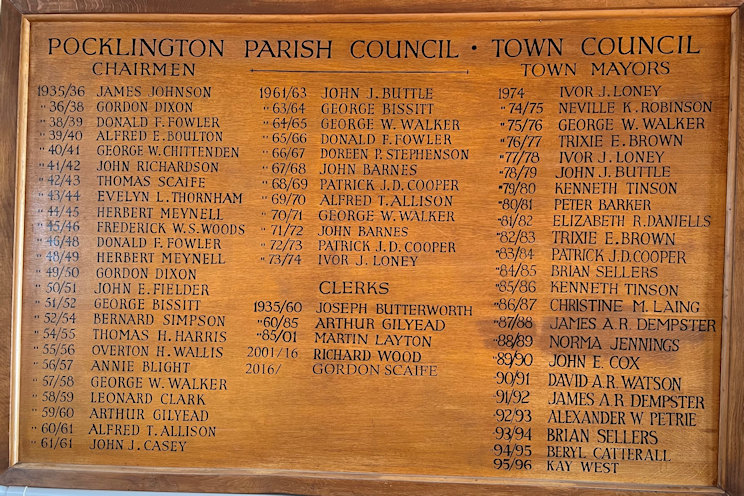 POCKLINGTON PARISH COUNCIL · TOWN COUNCIL
CHAIRMEN
1935/36 JAMES JOHNSON
" 36/38 GORDON DIXON
" 38/39 DONALD F. FOWLER
" 39/40 ALFRED E. BOULTON
" 40/41 GEORGE W. CHITTENDEN
" 41/42 JOHN RICHARDSON
" 42/43 THOMAS SCAIFE
" 43/44 EVELYN L. THORNHAM
" 44/45 HERBERT MEYNELL
" 45/46 FREDERICK W. S. WOODS
" 46/48 DONALD F. FOWLER
" 48/49 HERBERT MEYNELL
" 49/50 GORDON DIXON
" 50/51 JOHN E. FIELDER
" 51/52 GEORGE BISSITT
" 52/54 BERNARD SIMPSON
" 54/55 THOMAS H. HARRIS
" 55/56 OVERTON H. WALLIS
" 56/57 ANNIE BLIGHT
" 57/58 GEORGE W. WALKER
" 58/59 LEONARD CLARK
" 59/60 ARTHUR GILYEAD
" 60/61 ALFRED T. ALLISON
" 61/61 JOHN J. CASEY
1961/63 JOHN J. BUTTLE
" 63/64 GEORGE BISSITT
" 64/65 GEORGE W. WALKER
" 65/66 DONALD F. FOWLER
" 66/67 DOREEN P. STEPHENSON
" 67/68 JOHN BARNES
" 68/69 PATRICK J. D. COOPER
" 69/70 ALFRED T. ALLISON
" 70/71 GEORGE W. WALKER
" 71/72 JOHN BARNES
" 72/73 PATRICK J. D. COOPER
" 73/74 IVOR J. LONEY
CLERKS
1935/60 JOSEPH BUTTERWORTH
" 60/85 ARTHUR GILYEAD
" 85/01 MARTIN LAYTON
2001/16 RICHARD WOOD
2016/ GORDON SCAIFE
TOWN MAYORS
1974 IVOR J. LONEY
" 74/75 NEVILLE K. ROBINSON
" 75/76 GEORGE W. WALKER
" 76/77 TRIXIE E. BROWN
" 77/78 IVOR J. LONEY
" 78/79 JOHN J. BUTTLE
" 79/80 KENNETH TINSON
" 80/81 PETER BARKER
" 81/82 ELIZABETH R. DANIELLS
" 82/83 TRIXIE E. BROWN
" 83/84 PATRICK J. D. COOPER
" 84/85 BRIAN SELLERS
" 85/86 KENNETH TINSON
" 86/87 CHRISTINE M. LAING
" 87/88 JAMES A. R. DEMPSTER
" 88/89 NORMA JENNINGS
" 89/90 JOHN E. COX
90/91 DAVID A. R. WATSON
91/92 JAMES A. R. DEMPSTER
92/93 ALEXANDER W PETRIE
93/94 BRIAN SELLERS
94/95 BERYL CATTERALL
95/96 KAY WEST